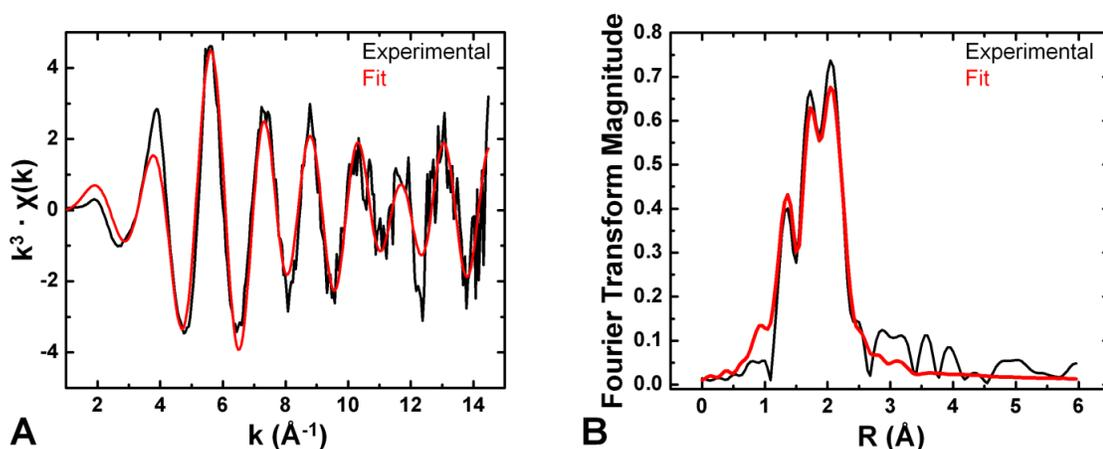 Experimental
Fit
4
2
0
-2
-4
k³ · χ(k)
2 4 6 8 10 12 14
k (Å⁻¹)
A
Experimental
Fit
0.8
0.7
0.6
0.5
0.4
0.3
0.2
0.1
0.0
Fourier Transform Magnitude
0 1 2 3 4 5 6
R (Å)
B